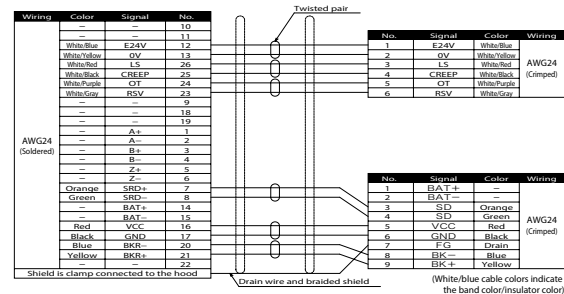 Twisted pair
Wiring Color Signal No.
– – 10
– – 11
White/Blue E24V 12
White/Yellow 0V 13
White/Red LS 26
White/Black CREEP 25
White/Purple OT 24
White/Gray RSV 23
– – 9
– – 18
– – 19
– A+ 1
– A– 2
– B+ 3
– B– 4
– Z+ 5
– Z– 6
Orange SRD+ 7
Green SRD– 8
– BAT+ 14
– BAT– 15
Red VCC 16
Black GND 17
Blue BKR– 20
Yellow BKR+ 21
– – 22
AWG24
(Soldered)
Shield is clamp connected to the hood
No. Signal Color Wiring
1 E24V White/Blue
2 0V White/Yellow
3 LS White/Red
4 CREEP White/Black
5 OT White/Purple
6 RSV White/Gray
AWG24
(Crimped)
No. Signal Color Wiring
1 BAT+ –
2 BAT– –
3 SD Orange
4 SD Green
5 VCC Red
6 GND Black
7 FG Drain
8 BK– Blue
9 BK+ Yellow
AWG24
(Crimped)
Drain wire and braided shield
(White/blue cable colors indicate
the band color/insulator color)